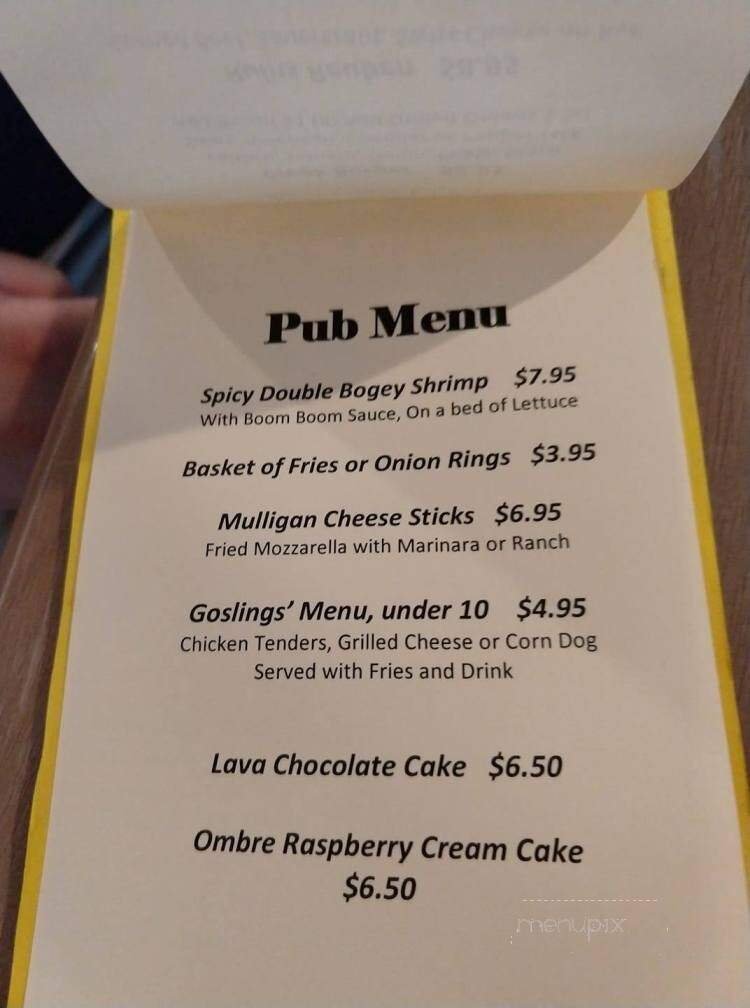 Pub Menu
Spicy Double Bogey Shrimp $7.95
With Boom Boom Sauce, On a bed of Lettuce
Basket of Fries or Onion Rings $3.95
Mulligan Cheese Sticks $6.95
Fried Mozzarella with Marinara or Ranch
Goslings' Menu, under 10 $4.95
Chicken Tenders, Grilled Cheese or Corn Dog
Served with Fries and Drink
Lava Chocolate Cake $6.50
Ombre Raspberry Cream Cake
$6.50
menupix